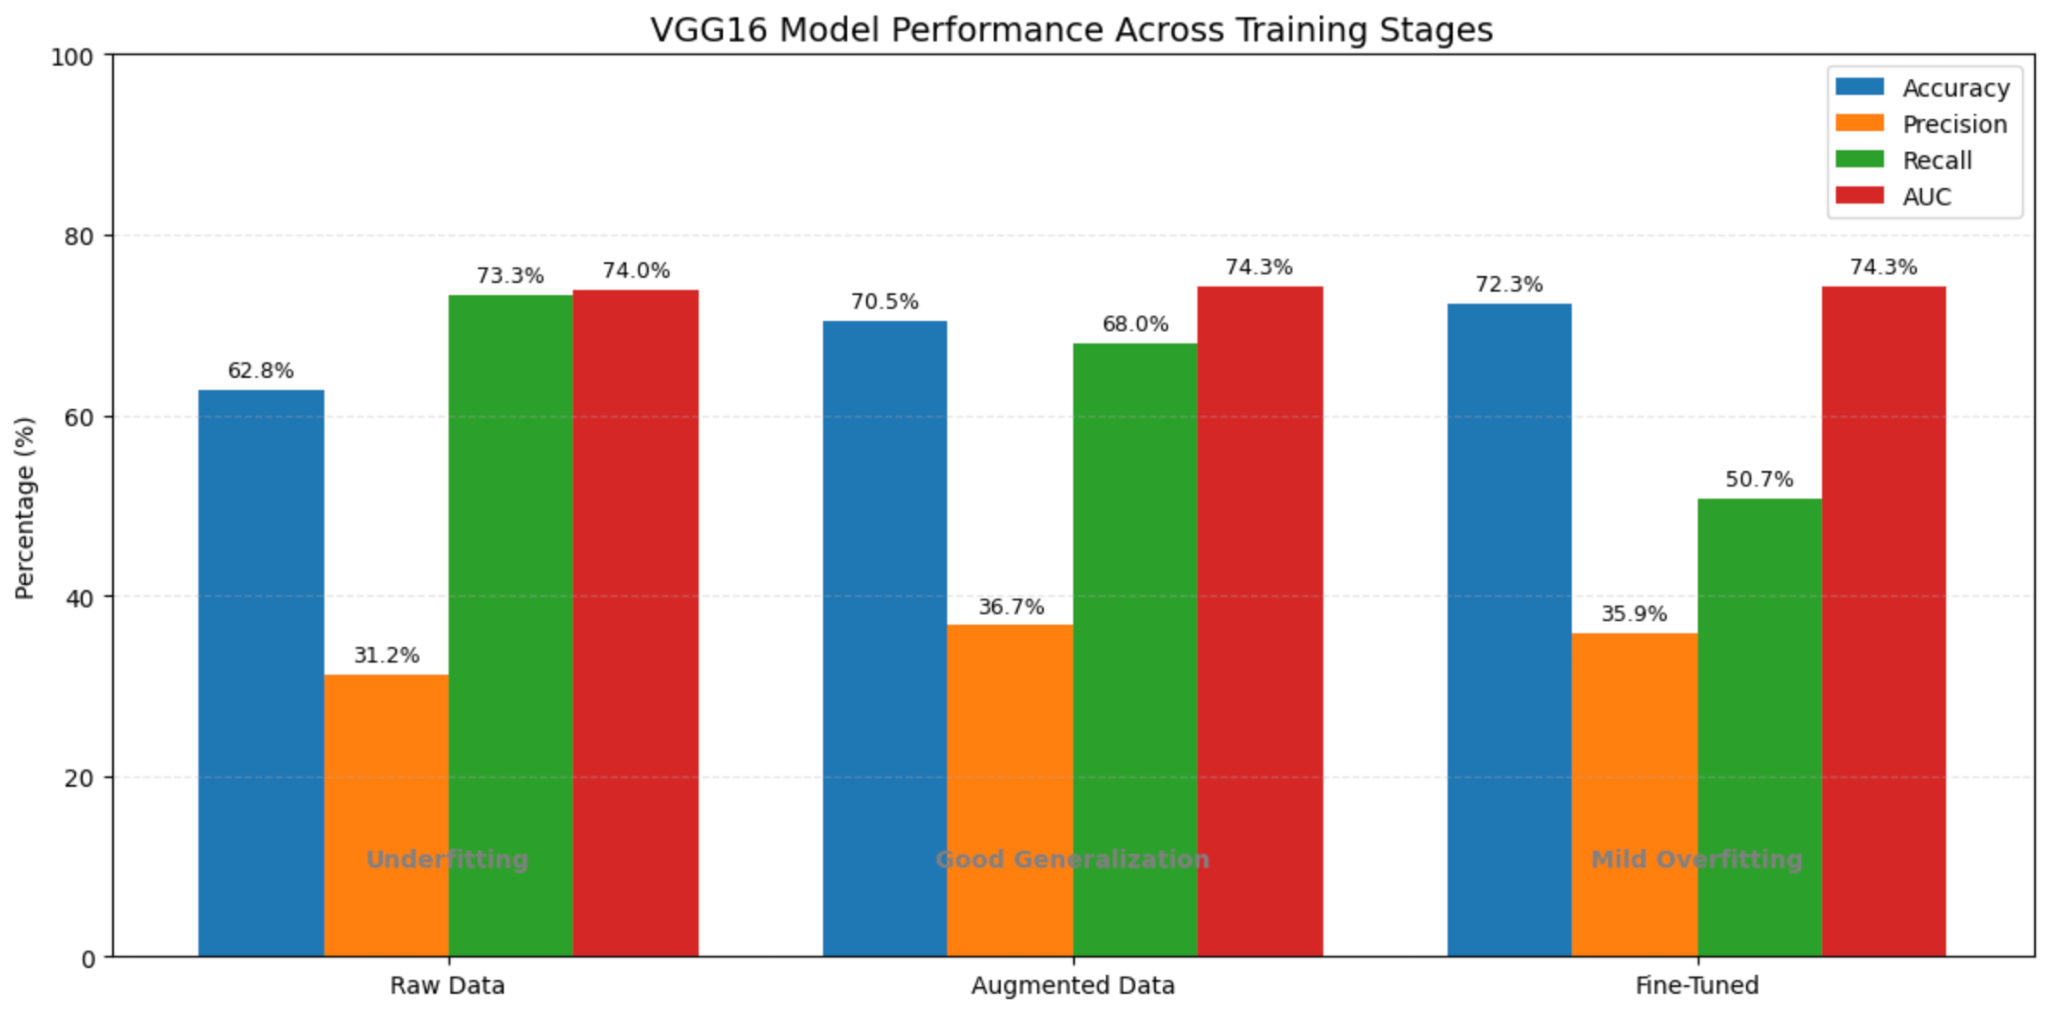 VGG16 Model Performance Across Training Stages
Percentage (%)
100
80
60
40
20
0
Accuracy
Precision
Recall
AUC
62.8%
31.2%
73.3%
74.0%
70.5%
36.7%
68.0%
74.3%
72.3%
35.9%
50.7%
74.3%
Underfitting
Good Generalization
Mild Overfitting
Raw Data
Augmented Data
Fine-Tuned